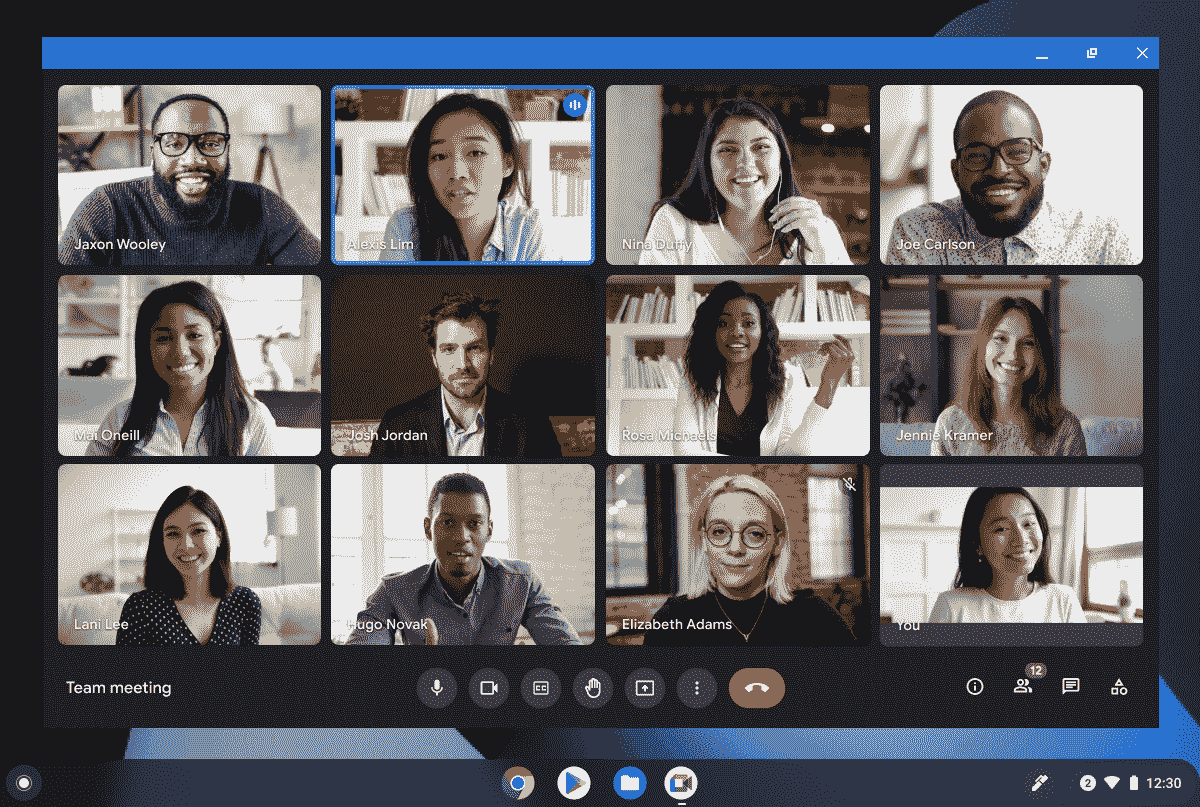 Jaxon Wooley
Alexis Lim
Nina Duffy
Joe Carlson
Mai Oneill
Josh Jordan
Rosa Michaels
Jennie Kramer
Lani Lee
Hugo Novak
Elizabeth Adams
You
Team meeting
CC
12
2
12:30